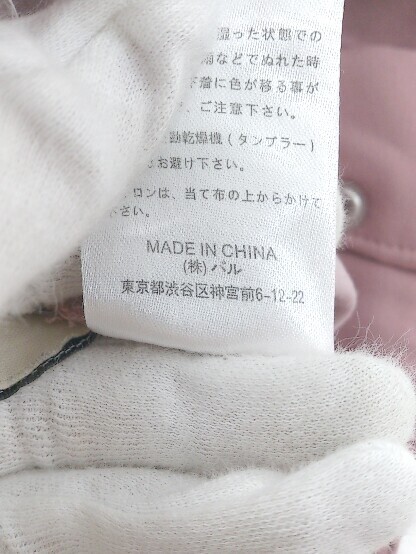 湿った状態での
などでぬれた時
下着に色が移る事が
、ご注意下さい。
動乾燥機(タンブラー)
お避け下さい。
ロンは、当て布の上からかけて
ださい。
MADE IN CHINA
(株)パル
東京都渋谷区神宮前6-12-22